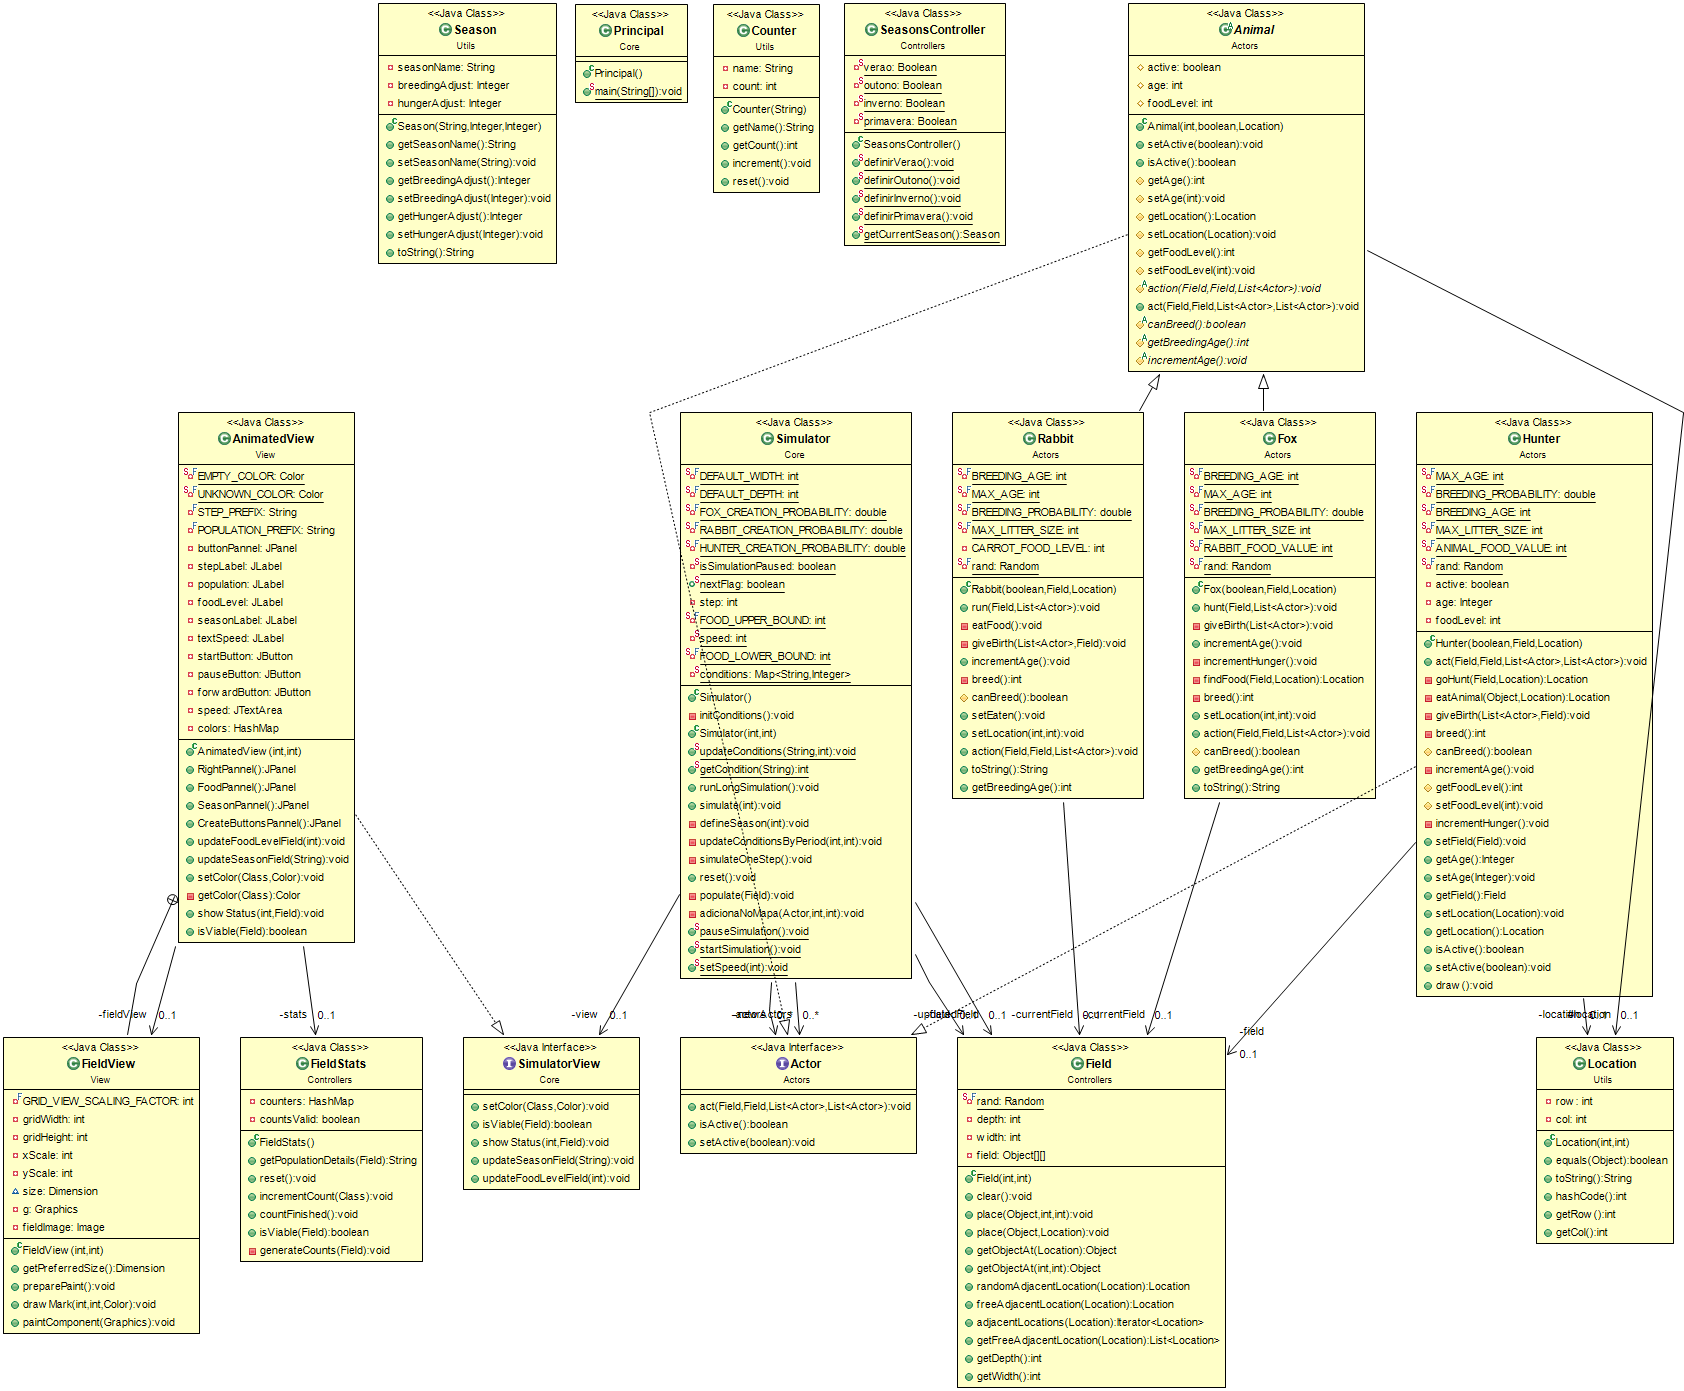 <<Java Class>>
Season
Utils
seasonName: String
breedingAdjust: Integer
hungerAdjust: Integer
Season(String,Integer,Integer)
getSeasonName():String
setSeasonName(String):void
getBreedingAdjust():Integer
setBreedingAdjust(Integer):void
getHungerAdjust():Integer
setHungerAdjust(Integer):void
toString():String
<<Java Class>>
Principal
Core
Principal()
main(String[]):void
<<Java Class>>
Counter
Utils
name: String
count: int
Counter(String)
getName():String
getCount():int
increment():void
reset():void
<<Java Class>>
SeasonsController
Controllers
verao: Boolean
outono: Boolean
inverno: Boolean
primavera: Boolean
SeasonsController()
definirVerao():void
definirOutono():void
definirInverno():void
definirPrimavera():void
getCurrentSeason():Season
<<Java Class>>
Animal
Actors
active: boolean
age: int
foodLevel: int
Animal(int,boolean,Location)
setActive(boolean):void
isActive():boolean
getAge():int
setAge(int):void
getLocation():Location
setLocation(Location):void
getFoodLevel():int
setFoodLevel(int):void
action(Field,Field,List<Actor>):void
act(Field,Field,List<Actor>,List<Actor>):void
canBreed():boolean
getBreedingAge():int
incrementAge():void
<<Java Class>>
AnimatedView
View
EMPTY_COLOR: Color
UNKNOWN_COLOR: Color
STEP_PREFIX: String
POPULATION_PREFIX: String
buttonPannel: JPanel
stepLabel: JLabel
population: JLabel
foodLevel: JLabel
seasonLabel: JLabel
textSpeed: JLabel
startButton: JButton
pauseButton: JButton
forwardButton: JButton
speed: JTextArea
colors: HashMap
AnimatedView(int,int)
RightPannel():JPanel
FoodPannel():JPanel
SeasonPannel():JPanel
CreateButtonsPannel():JPanel
updateFoodLevelField(int):void
updateSeasonField(String):void
setColor(Class,Color):void
getColor(Class):Color
showStatus(int,Field):void
isViable(Field):boolean
<<Java Class>>
Simulator
Core
DEFAULT_WIDTH: int
DEFAULT_DEPTH: int
FOX_CREATION_PROBABILITY: double
RABBIT_CREATION_PROBABILITY: double
HUNTER_CREATION_PROBABILITY: double
isSimulationPaused: boolean
nextFlag: boolean
step: int
FOOD_UPPER_BOUND: int
speed: int
FOOD_LOWER_BOUND: int
conditions: Map<String,Integer>
Simulator()
initConditions():void
Simulator(int,int)
updateConditions(String,int):void
getCondition(String):int
runLongSimulation():void
simulate(int):void
defineSeason(int):void
updateConditionsByPeriod(int,int):void
simulateOneStep():void
reset():void
populate(Field):void
adicionaNoMapa(Actor,int,int):void
pauseSimulation():void
startSimulation():void
setSpeed(int):void
<<Java Class>>
Rabbit
Actors
BREEDING_AGE: int
MAX_AGE: int
BREEDING_PROBABILITY: double
MAX_LITTER_SIZE: int
CARROT_FOOD_LEVEL: int
rand: Random
Rabbit(boolean,Field,Location)
run(Field,List<Actor>):void
eatFood():void
giveBirth(List<Actor>,Field):void
incrementAge():void
breed():int
canBreed():boolean
setEaten():void
setLocation(int,int):void
action(Field,Field,List<Actor>):void
toString():String
getBreedingAge():int
<<Java Class>>
Fox
Actors
BREEDING_AGE: int
MAX_AGE: int
BREEDING_PROBABILITY: double
MAX_LITTER_SIZE: int
RABBIT_FOOD_VALUE: int
rand: Random
Fox(boolean,Field,Location)
hunt(Field,List<Actor>):void
giveBirth(List<Actor>):void
incrementAge():void
incrementHunger():void
findFood(Field,Location):Location
breed():int
setLocation(int,int):void
action(Field,Field,List<Actor>):void
canBreed():boolean
getBreedingAge():int
toString():String
<<Java Class>>
Hunter
Actors
MAX_AGE: int
BREEDING_PROBABILITY: double
BREEDING_AGE: int
MAX_LITTER_SIZE: int
ANIMAL_FOOD_VALUE: int
rand: Random
active: boolean
age: Integer
foodLevel: int
Hunter(boolean,Field,Location)
act(Field,Field,List<Actor>,List<Actor>):void
goHunt(Field,Location):Location
eatAnimal(Object,Location):Location
giveBirth(List<Actor>,Field):void
breed():int
canBreed():boolean
incrementAge():void
getFoodLevel():int
setFoodLevel(int):void
incrementHunger():void
setField(Field):void
getAge():Integer
setAge(Integer):void
getField():Field
setLocation(Location):void
getLocation():Location
isActive():boolean
setActive(boolean):void
draw():void
-fieldView 0..1
-stats 0..1
-view 0..1
0..*
0..1
-currentField
-currentField 0..1
-field
0..1
-location
0..1
<<Java Class>>
FieldView
View
GRID_VIEW_SCALING_FACTOR: int
gridWidth: int
gridHeight: int
xScale: int
yScale: int
size: Dimension
g: Graphics
fieldImage: Image
FieldView(int,int)
getPreferredSize():Dimension
preparePaint():void
drawMark(int,int,Color):void
paintComponent(Graphics):void
<<Java Class>>
FieldStats
Controllers
counters: HashMap
countsValid: boolean
FieldStats()
getPopulationDetails(Field):String
reset():void
incrementCount(Class):void
countFinished():void
isViable(Field):boolean
generateCounts(Field):void
<<Java Interface>>
SimulatorView
Core
setColor(Class,Color):void
isViable(Field):boolean
showStatus(int,Field):void
updateSeasonField(String):void
updateFoodLevelField(int):void
<<Java Interface>>
Actor
Actors
act(Field,Field,List<Actor>,List<Actor>):void
isActive():boolean
setActive(boolean):void
<<Java Class>>
Field
Controllers
rand: Random
depth: int
width: int
field: Object[][]
Field(int,int)
clear():void
place(Object,int,int):void
place(Object,Location):void
getObjectAt(Location):Object
getObjectAt(int,int):Object
randomAdjacentLocation(Location):Location
freeAdjacentLocation(Location):Location
adjacentLocations(Location):Iterator<Location>
getFreeAdjacentLocation(Location):List<Location>
getDepth():int
getWidth():int
<<Java Class>>
Location
Utils
row: int
col: int
Location(int,int)
equals(Object):boolean
toString():String
hashCode():int
getRow():int
getCol():int